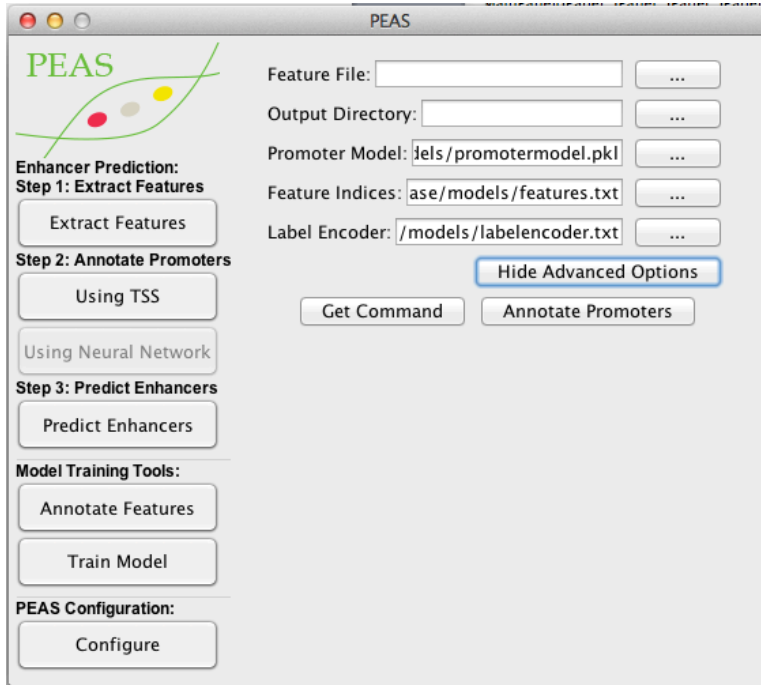 PEAS
PEAS
Enhancer Prediction:
Step 1: Extract Features
Extract Features
Step 2: Annotate Promoters
Using TSS
Using Neural Network
Step 3: Predict Enhancers
Predict Enhancers
Model Training Tools:
Annotate Features
Train Model
PEAS Configuration:
Configure
Feature File: ...
Output Directory: ...
Promoter Model: dels/promotermodel.pkl ...
Feature Indices: ase/models/features.txt ...
Label Encoder: /models/labelencoder.txt ...
Hide Advanced Options
Get Command Annotate Promoters